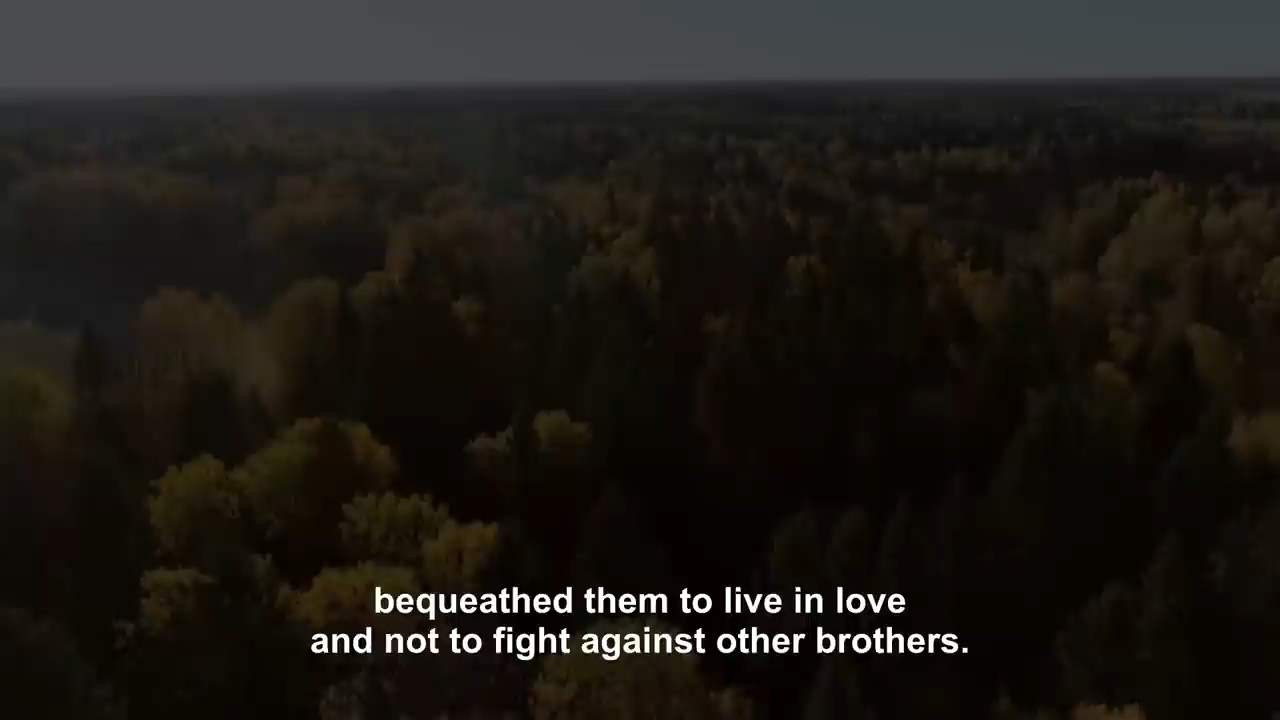 bequeathed them to live in love
and not to fight against other brothers.